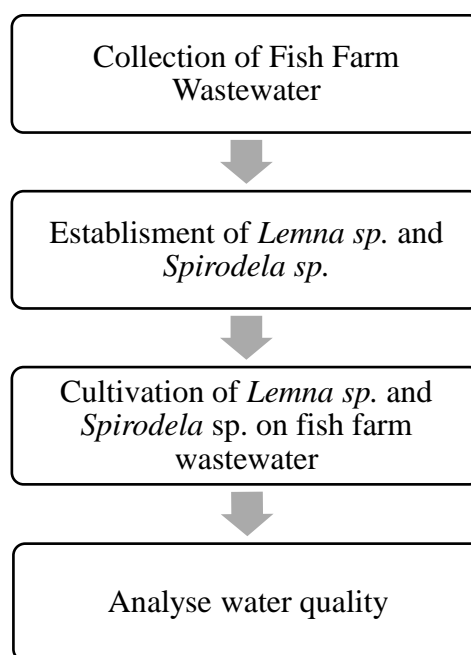 Collection of Fish Farm
Wastewater
Establisment of Lemna sp. and
Spirodela sp.
Cultivation of Lemna sp. and
Spirodela sp. on fish farm
wastewater
Analyse water quality